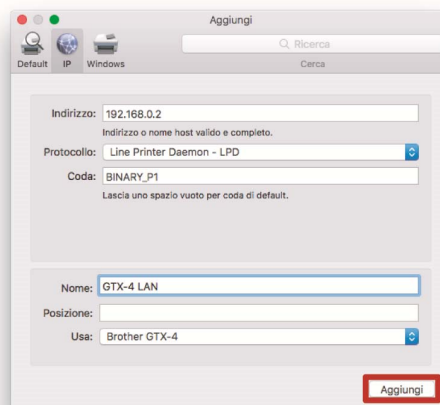 Aggiungi
Ricerca
Default IP Windows
Cerca
Indirizzo: 192.168.0.2
Indirizzo o nome host valido e completo.
Protocollo: Line Printer Daemon - LPD
Coda: BINARY_P1
Lascia uno spazio vuoto per coda di default.
Nome: GTX-4 LAN
Posizione:
Usa: Brother GTX-4
Aggiungi